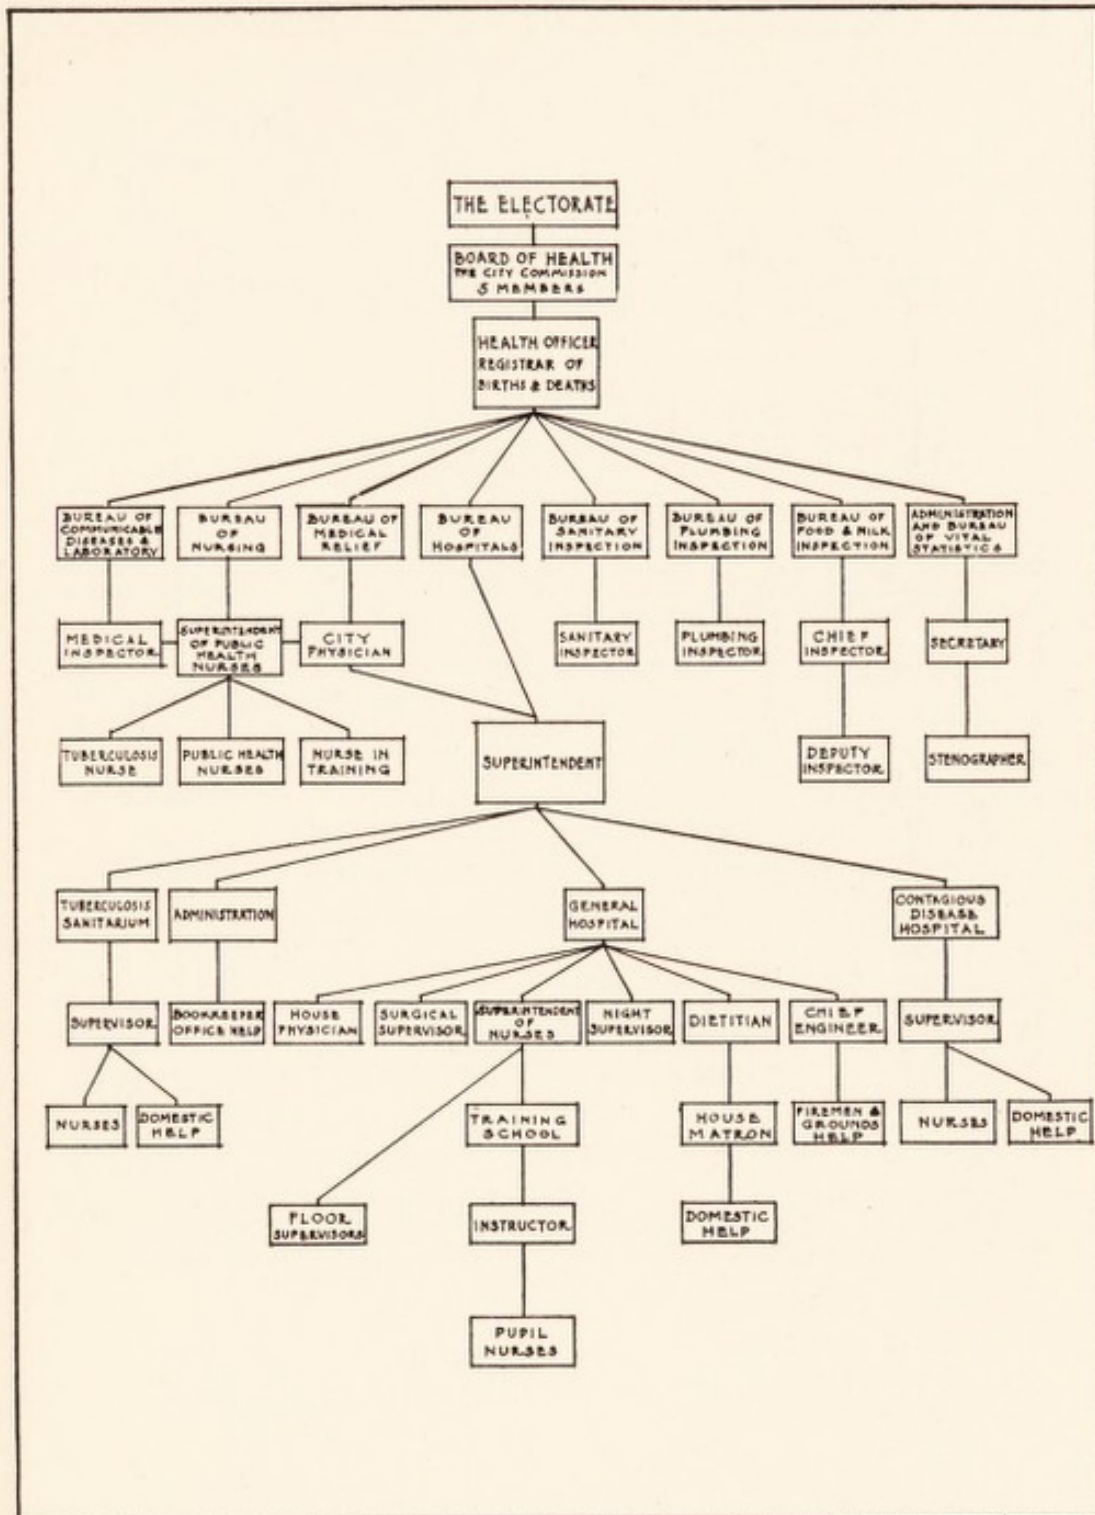 THE ELECTORATE
BOARD OF HEALTH
THE CITY COMMISSION
5 MEMBERS
HEALTH OFFICER
REGISTRAR OF
BIRTHS & DEATHS
BUREAU OF
COMMUNICABLE
DISEASES &
LABORATORY
BUREAU
OF
NURSING
BUREAU OF
MEDICAL
RELIEF
BUREAU
OF
HOSPITALS
BUREAU OF
SANITARY
INSPECTION
BUREAU OF
PLUMBING
INSPECTION
BUREAU OF
FOOD & MILK
INSPECTION
ADMINISTRATION
AND BUREAU
OF VITAL
STATISTICS
MEDICAL
INSPECTOR
SUPERINTENDENT
OF PUBLIC
HEALTH
NURSES
CITY
PHYSICIAN
SANITARY
INSPECTOR
PLUMBING
INSPECTOR
CHIEF
INSPECTOR
SECRETARY
TUBERCULOSIS
NURSE
PUBLIC HEALTH
NURSES
NURSE IN
TRAINING
SUPERINTENDENT
DEPUTY
INSPECTOR
STENOGRAPHER
TUBERCULOSIS
SANITARIUM
ADMINISTRATION
GENERAL
HOSPITAL
CONTAGIOUS
DISEASE
HOSPITAL
SUPERVISOR
BOOKKEEPER
OFFICE HELP
HOUSE
PHYSICIAN
SURGICAL
SUPERVISOR
SUPERINTENDENT
OF
NURSES
NIGHT
SUPERVISOR
DIETITIAN
CHIEF
ENGINEER
SUPERVISOR
NURSES
DOMESTIC
HELP
TRAINING
SCHOOL
HOUSE
MATRON
FIREMEN &
GROUNDS
HELP
NURSES
DOMESTIC
HELP
FLOOR
SUPERVISORS
INSTRUCTOR
DOMESTIC
HELP
PUPIL
NURSES